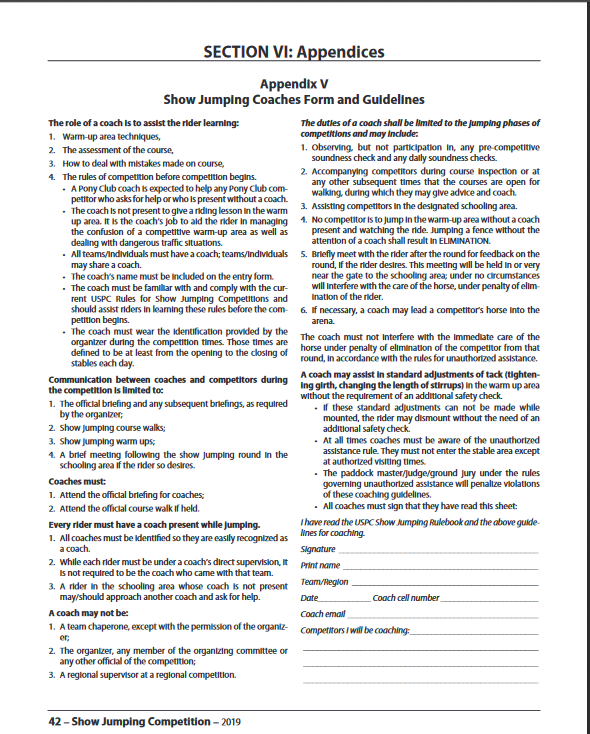 SECTION VI: Appendices
Appendix V
Show Jumping Coaches Form and Guidelines
The role of a coach is to assist the rider learning:
1. Warm-up area techniques,
2. The assessment of the course,
3. How to deal with mistakes made on course,
4. The rules of competition before competition begins.
• A Pony Club coach is expected to help any Pony Club com-
petitor who asks for help or who is present without a coach.
• The coach is not present to give a riding lesson in the warm
up area. It is the coach's job to aid the rider in managing
the confusion of a competitive warm-up area as well as
dealing with dangerous traffic situations.
• All teams/individuals must have a coach; teams/individuals
may share a coach.
• The coach's name must be included on the entry form.
• The coach must be familiar with and comply with the cur-
rent USPC Rules for Show Jumping Competitions and
should assist riders in learning these rules before the com-
petition begins.
• The coach must wear the identification provided by the
organizer during the competition times. Those times are
defined to be at least from the opening to the closing of
stables each day.
Communication between coaches and competitors during
the competition is limited to:
1. The official briefing and any subsequent briefings, as required
by the organizer;
2. Show jumping course walks;
3. Show jumping warm ups;
4. A brief meeting following the show jumping round in the
schooling area if the rider so desires.
Coaches must:
1. Attend the official briefing for coaches;
2. Attend the official course walk if held.
Every rider must have a coach present while jumping.
1. All coaches must be identified so they are easily recognized as
a coach.
2. While each rider must be under a coach's direct supervision, it
is not required to be the coach who came with that team.
3. A rider in the schooling area whose coach is not present
may/should approach another coach and ask for help.
A coach may not be:
1. A team chaperone, except with the permission of the organiz-
er;
2. The organizer, any member of the organizing committee or
any other official of the competition;
3. A regional supervisor at a regional competition.
The duties of a coach shall be limited to the jumping phases of
competitions and may include:
1. Observing, but not participation in, any pre-competitive
soundness check and any daily soundness checks.
2. Accompanying competitors during course inspection or at
any other subsequent times that the courses are open for
walking, during which they may give advice and coach.
3. Assisting competitors in the designated schooling area.
4. No competitor is to jump in the warm-up area without a coach
present and watching the ride. Jumping a fence without the
attention of a coach shall result in ELIMINATION.
5. Briefly meet with the rider after the round for feedback on the
round, if the rider desires. This meeting will be held in or very
near the gate to the schooling area; under no circumstances
will interfere with the care of the horse, under penalty of elim-
ination of the rider.
6. If necessary, a coach may lead a competitor's horse into the
arena.
The coach must not interfere with the immediate care of the
horse under penalty of elimination of the competitor from that
round, in accordance with the rules for unauthorized assistance.
A coach may assist in standard adjustments of tack (tighten-
ing girth, changing the length of stirrups) in the warm up area
without the requirement of an additional safety check.
• If these standard adjustments can not be made while
mounted, the rider may dismount without the need of an
additional safety check.
• At all times coaches must be aware of the unauthorized
assistance rule. They must not enter the stable area except
at authorized visiting times.
• The paddock master/judge/ground jury under the rules
governing unauthorized assistance will penalize violations
of these coaching guidelines.
• All coaches must sign that they have read this sheet:
I have read the USPC Show Jumping Rulebook and the above guide-
lines for coaching.
Signature
Print name
Team/Region
Date Coach cell number
Coach email
Competitors I will be coaching:
42 – Show Jumping Competition – 2019